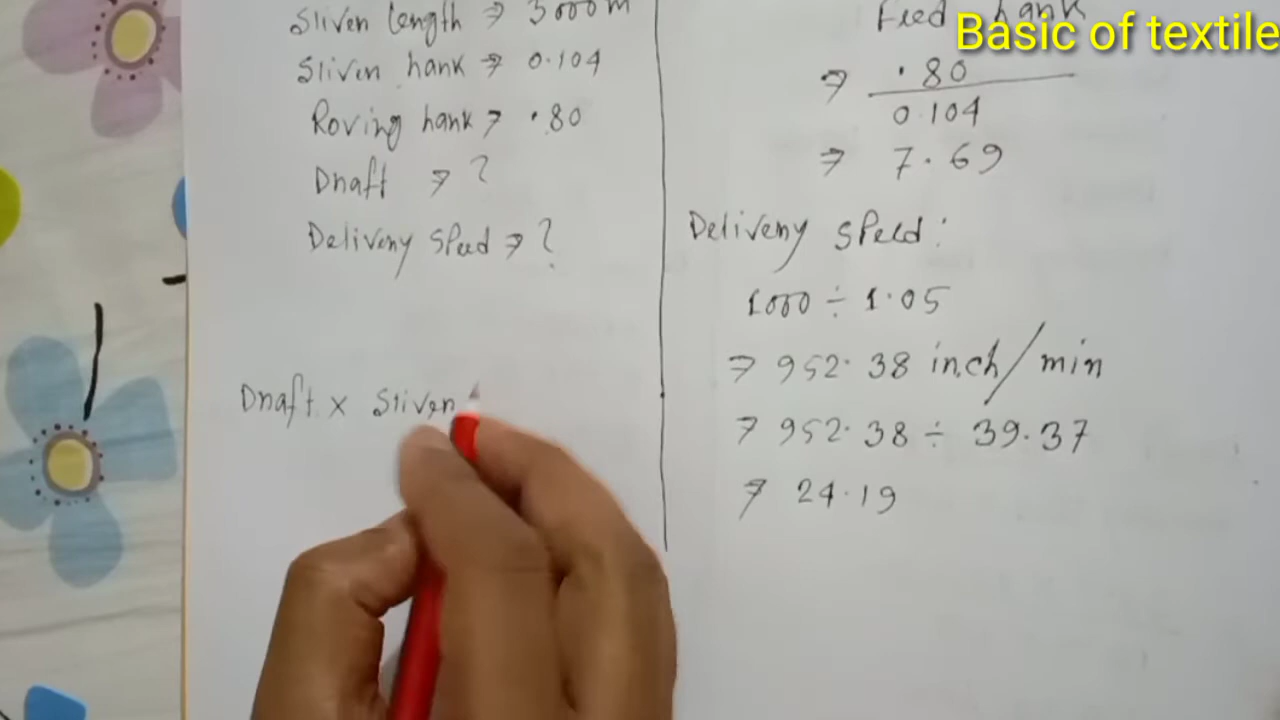 Sliver length ⇒ 3000m
Sliver hank ⇒ 0.104
Roving hank ⇒ .80
Draft ⇒ ?
Delivery Speed ⇒ ?
Draft × Sliver
Feed hank
⇒ .80
0.104
⇒ 7.69
Delivery Speed:
1000 ÷ 1.05
⇒ 952.38 inch/min
⇒ 952.38 ÷ 39.37
⇒ 24.19
Basic of textile